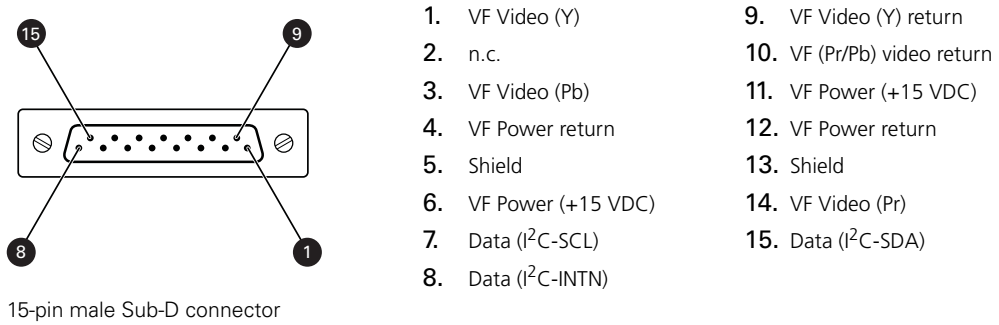 15
9
8
1
15-pin male Sub-D connector
1. VF Video (Y)
2. n.c.
3. VF Video (Pb)
4. VF Power return
5. Shield
6. VF Power (+15 VDC)
7. Data (I²C-SCL)
8. Data (I²C-INTN)
9. VF Video (Y) return
10. VF (Pr/Pb) video return
11. VF Power (+15 VDC)
12. VF Power return
13. Shield
14. VF Video (Pr)
15. Data (I²C-SDA)